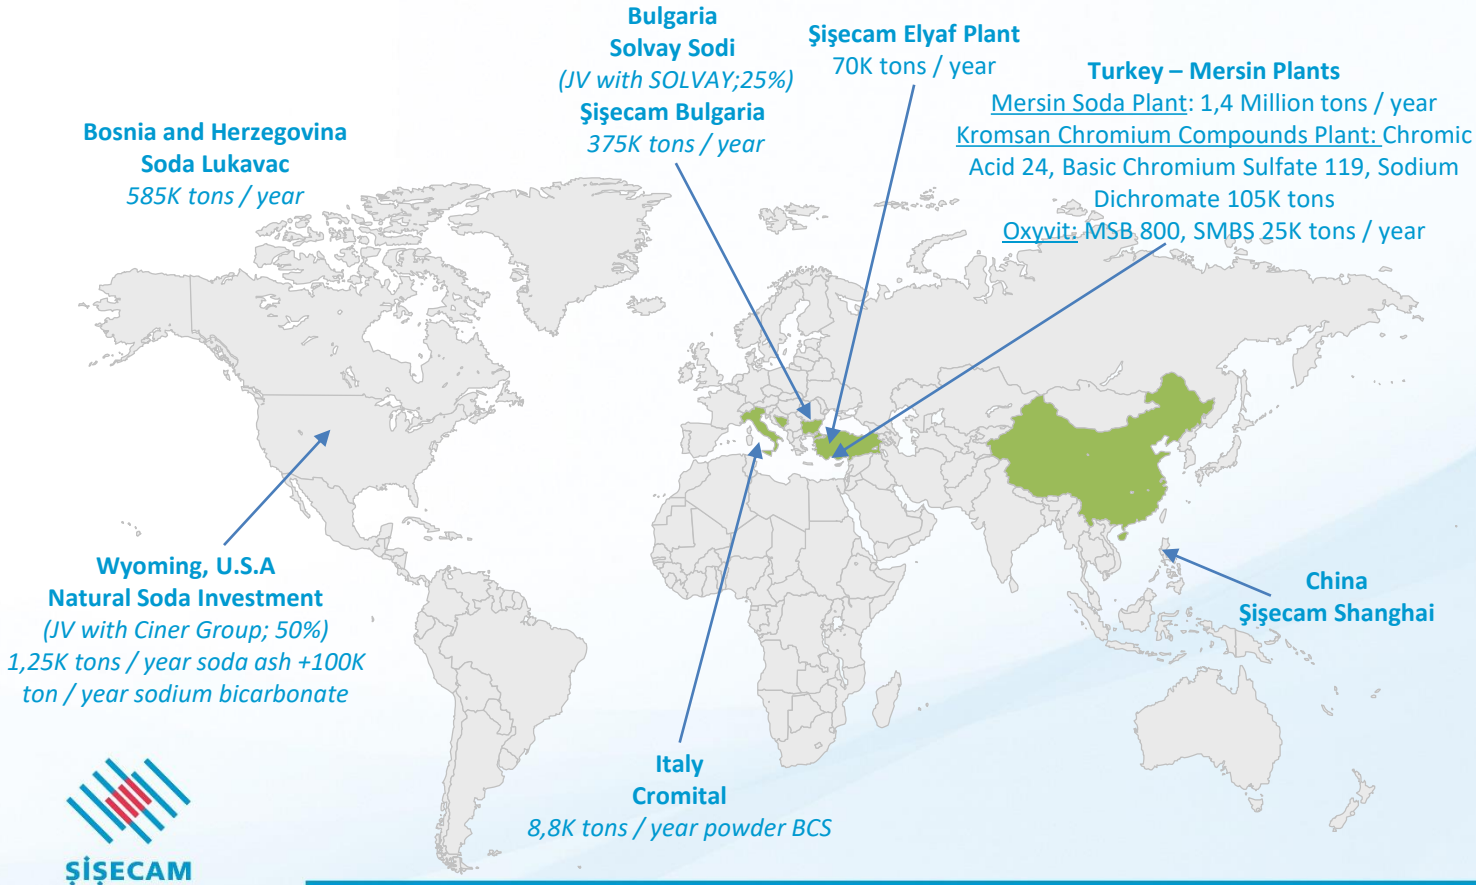 Bulgaria
Solvay Sodi
(JV with SOLVAY;25%)
Şişecam Bulgaria
375K tons / year
Şişecam Elyaf Plant
70K tons / year
Turkey – Mersin Plants
Mersin Soda Plant: 1,4 Million tons / year
Kromsan Chromium Compounds Plant: Chromic
Acid 24, Basic Chromium Sulfate 119, Sodium
Dichromate 105K tons
Oxyvit: MSB 800, SMBS 25K tons / year
Bosnia and Herzegovina
Soda Lukavac
585K tons / year
Wyoming, U.S.A
Natural Soda Investment
(JV with Ciner Group; 50%)
1,25K tons / year soda ash +100K
ton / year sodium bicarbonate
China
Şişecam Shanghai
Italy
Cromital
8,8K tons / year powder BCS
ŞİŞECAM